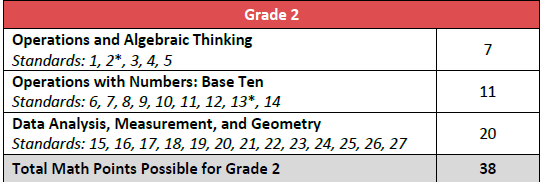 Grade 2
Operations and Algebraic Thinking
Standards: 1, 2*, 3, 4, 5
7
Operations with Numbers: Base Ten
Standards: 6, 7, 8, 9, 10, 11, 12, 13*, 14
11
Data Analysis, Measurement, and Geometry
Standards: 15, 16, 17, 18, 19, 20, 21, 22, 23, 24, 25, 26, 27
20
Total Math Points Possible for Grade 2
38